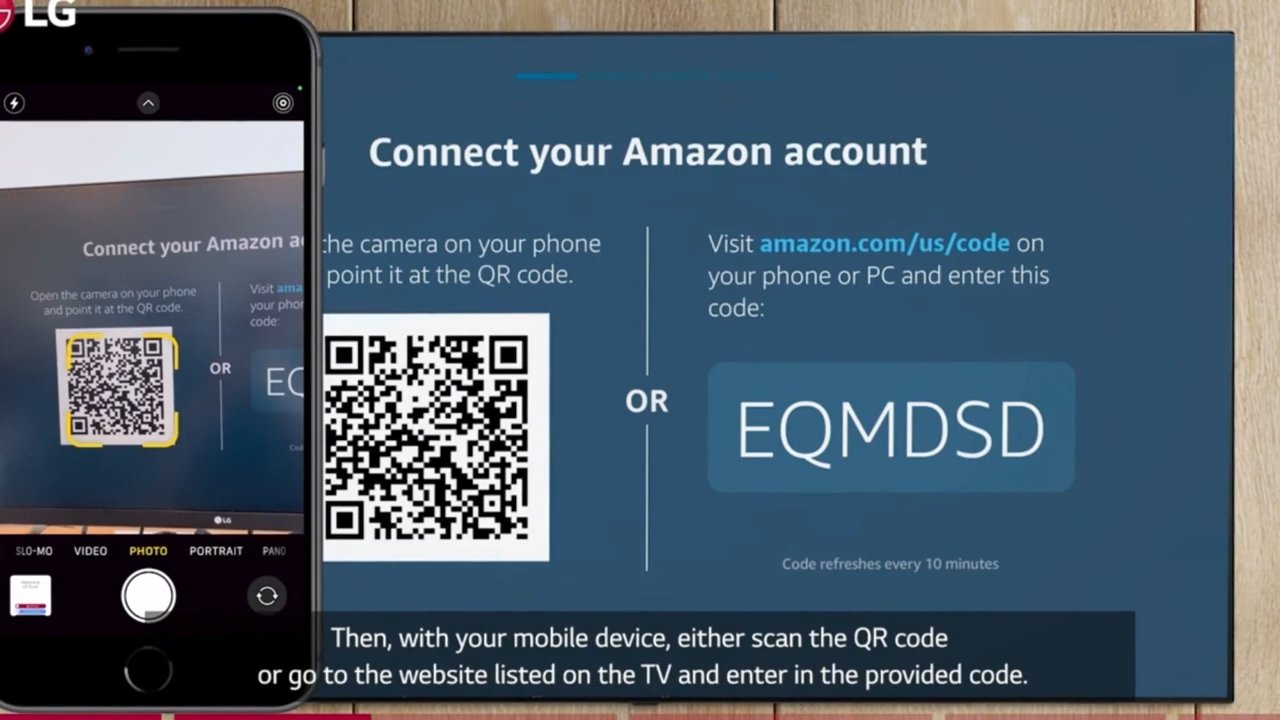 LG
Connect your Amazon account
the camera on your phone
point it at the QR code.
OR
Visit amazon.com/us/code on
your phone or PC and enter this
code:
EQMDSD
Code refreshes every 10 minutes
Connect your Amazon a
Open the camera on your phone
and point it at the QR code.
OR
Visit ama
your phon
code:
EQ
LG
SLO-MO VIDEO PHOTO PORTRAIT PANO
Then, with your mobile device, either scan the QR code
or go to the website listed on the TV and enter in the provided code.